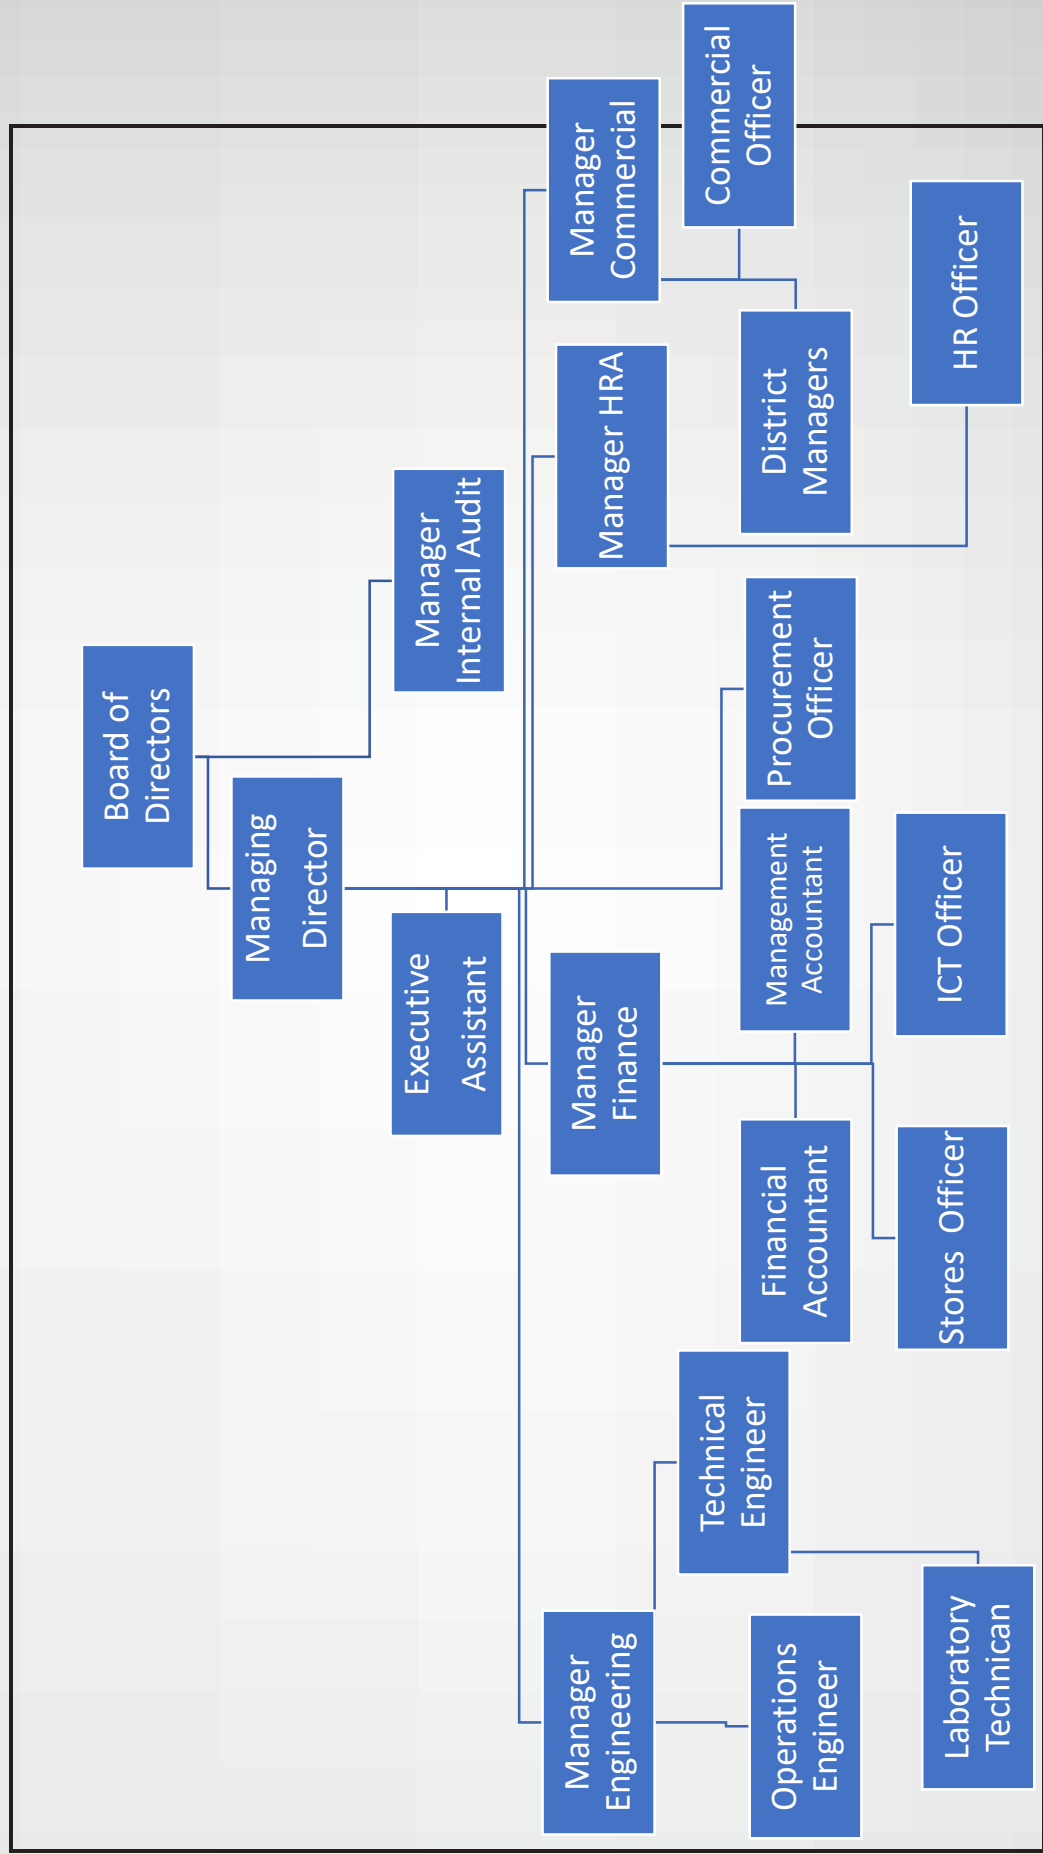 Board of
Directors
Managing
Director
Manager
Internal Audit
Executive
Assistant
Manager
Engineering
Manager
Finance
Manager HRA
Manager
Commercial
Technical
Engineer
Commercial
Officer
Operations
Engineer
Financial
Accountant
Management
Accountant
Procurement
Officer
District
Managers
Laboratory
Technican
Stores  Officer
ICT Officer
HR Officer